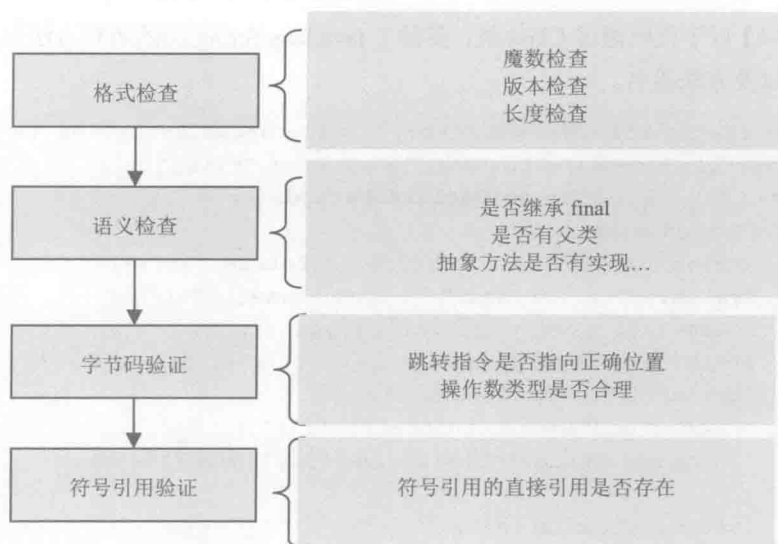 格式检查
魔数检查
版本检查
长度检查
语义检查
是否继承 final
是否有父类
抽象方法是否有实现…
字节码验证
跳转指令是否指向正确位置
操作数类型是否合理
符号引用验证
符号引用的直接引用是否存在